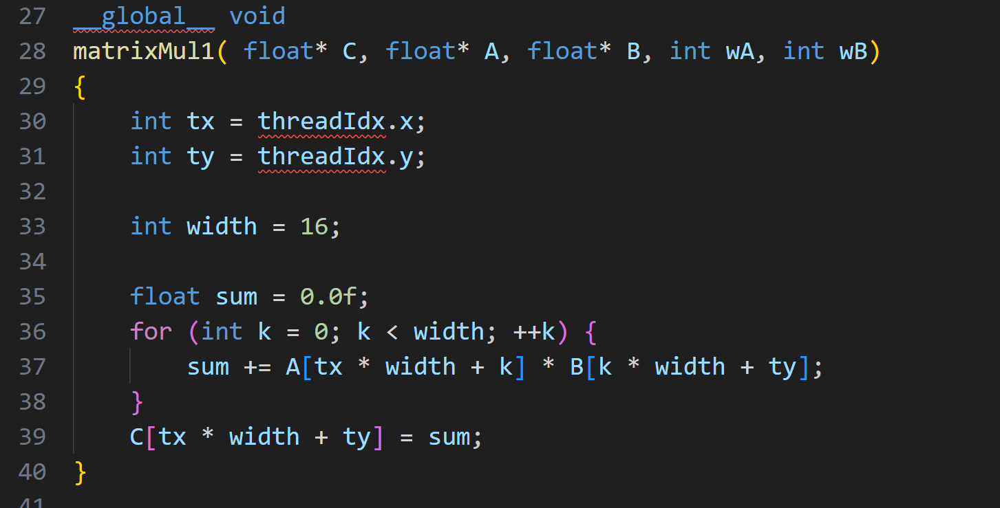 27 __global__ void
28 matrixMul1( float* C, float* A, float* B, int wA, int wB)
29 {
30     int tx = threadIdx.x;
31     int ty = threadIdx.y;
32
33     int width = 16;
34
35     float sum = 0.0f;
36     for (int k = 0; k < width; ++k) {
37         sum += A[tx * width + k] * B[k * width + ty];
38     }
39     C[tx * width + ty] = sum;
40 }
41